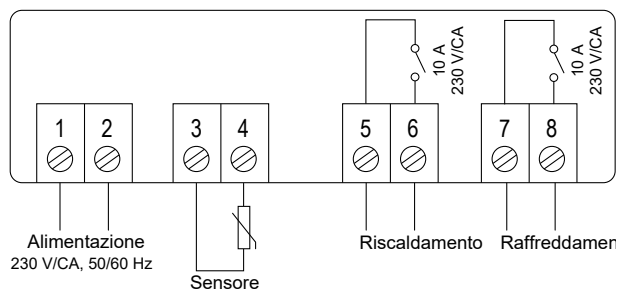 10 A
230 V/CA
10 A
230 V/CA
1 2 3 4 5 6 7 8
Alimentazione
230 V/CA, 50/60 Hz
Sensore
Riscaldamento
Raffreddamen